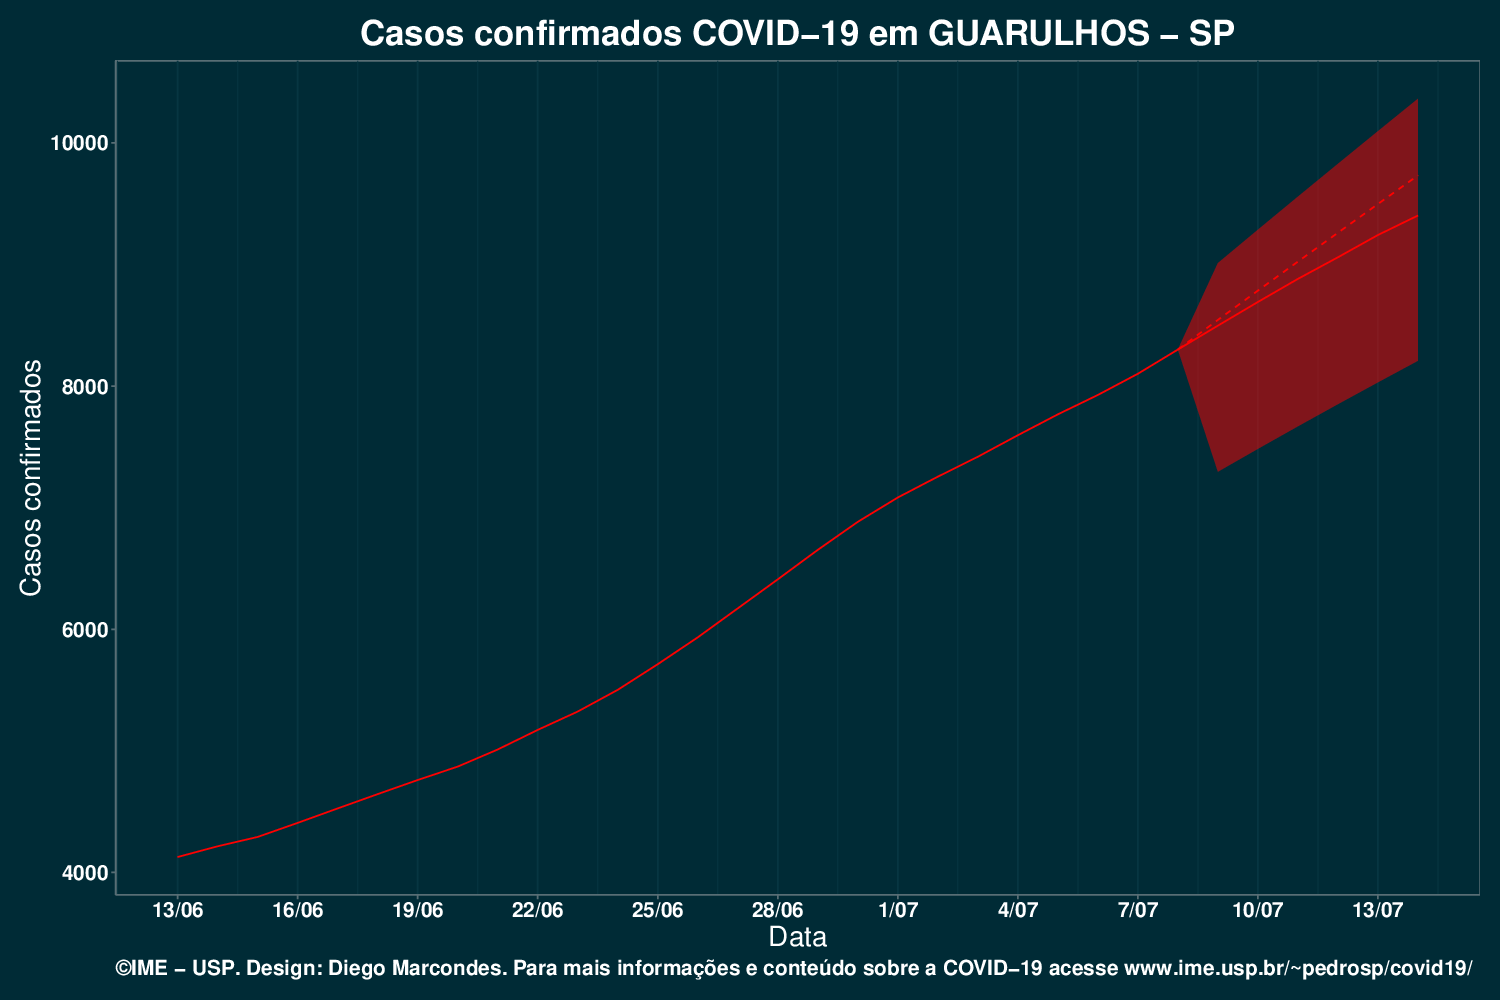 Casos confirmados COVID−19 em GUARULHOS − SP
Casos confirmados
10000
8000
6000
4000
13/06 16/06 19/06 22/06 25/06 28/06 1/07 4/07 7/07 10/07 13/07
Data
©IME − USP. Design: Diego Marcondes. Para mais informações e conteúdo sobre a COVID−19 acesse www.ime.usp.br/~pedrosp/covid19/